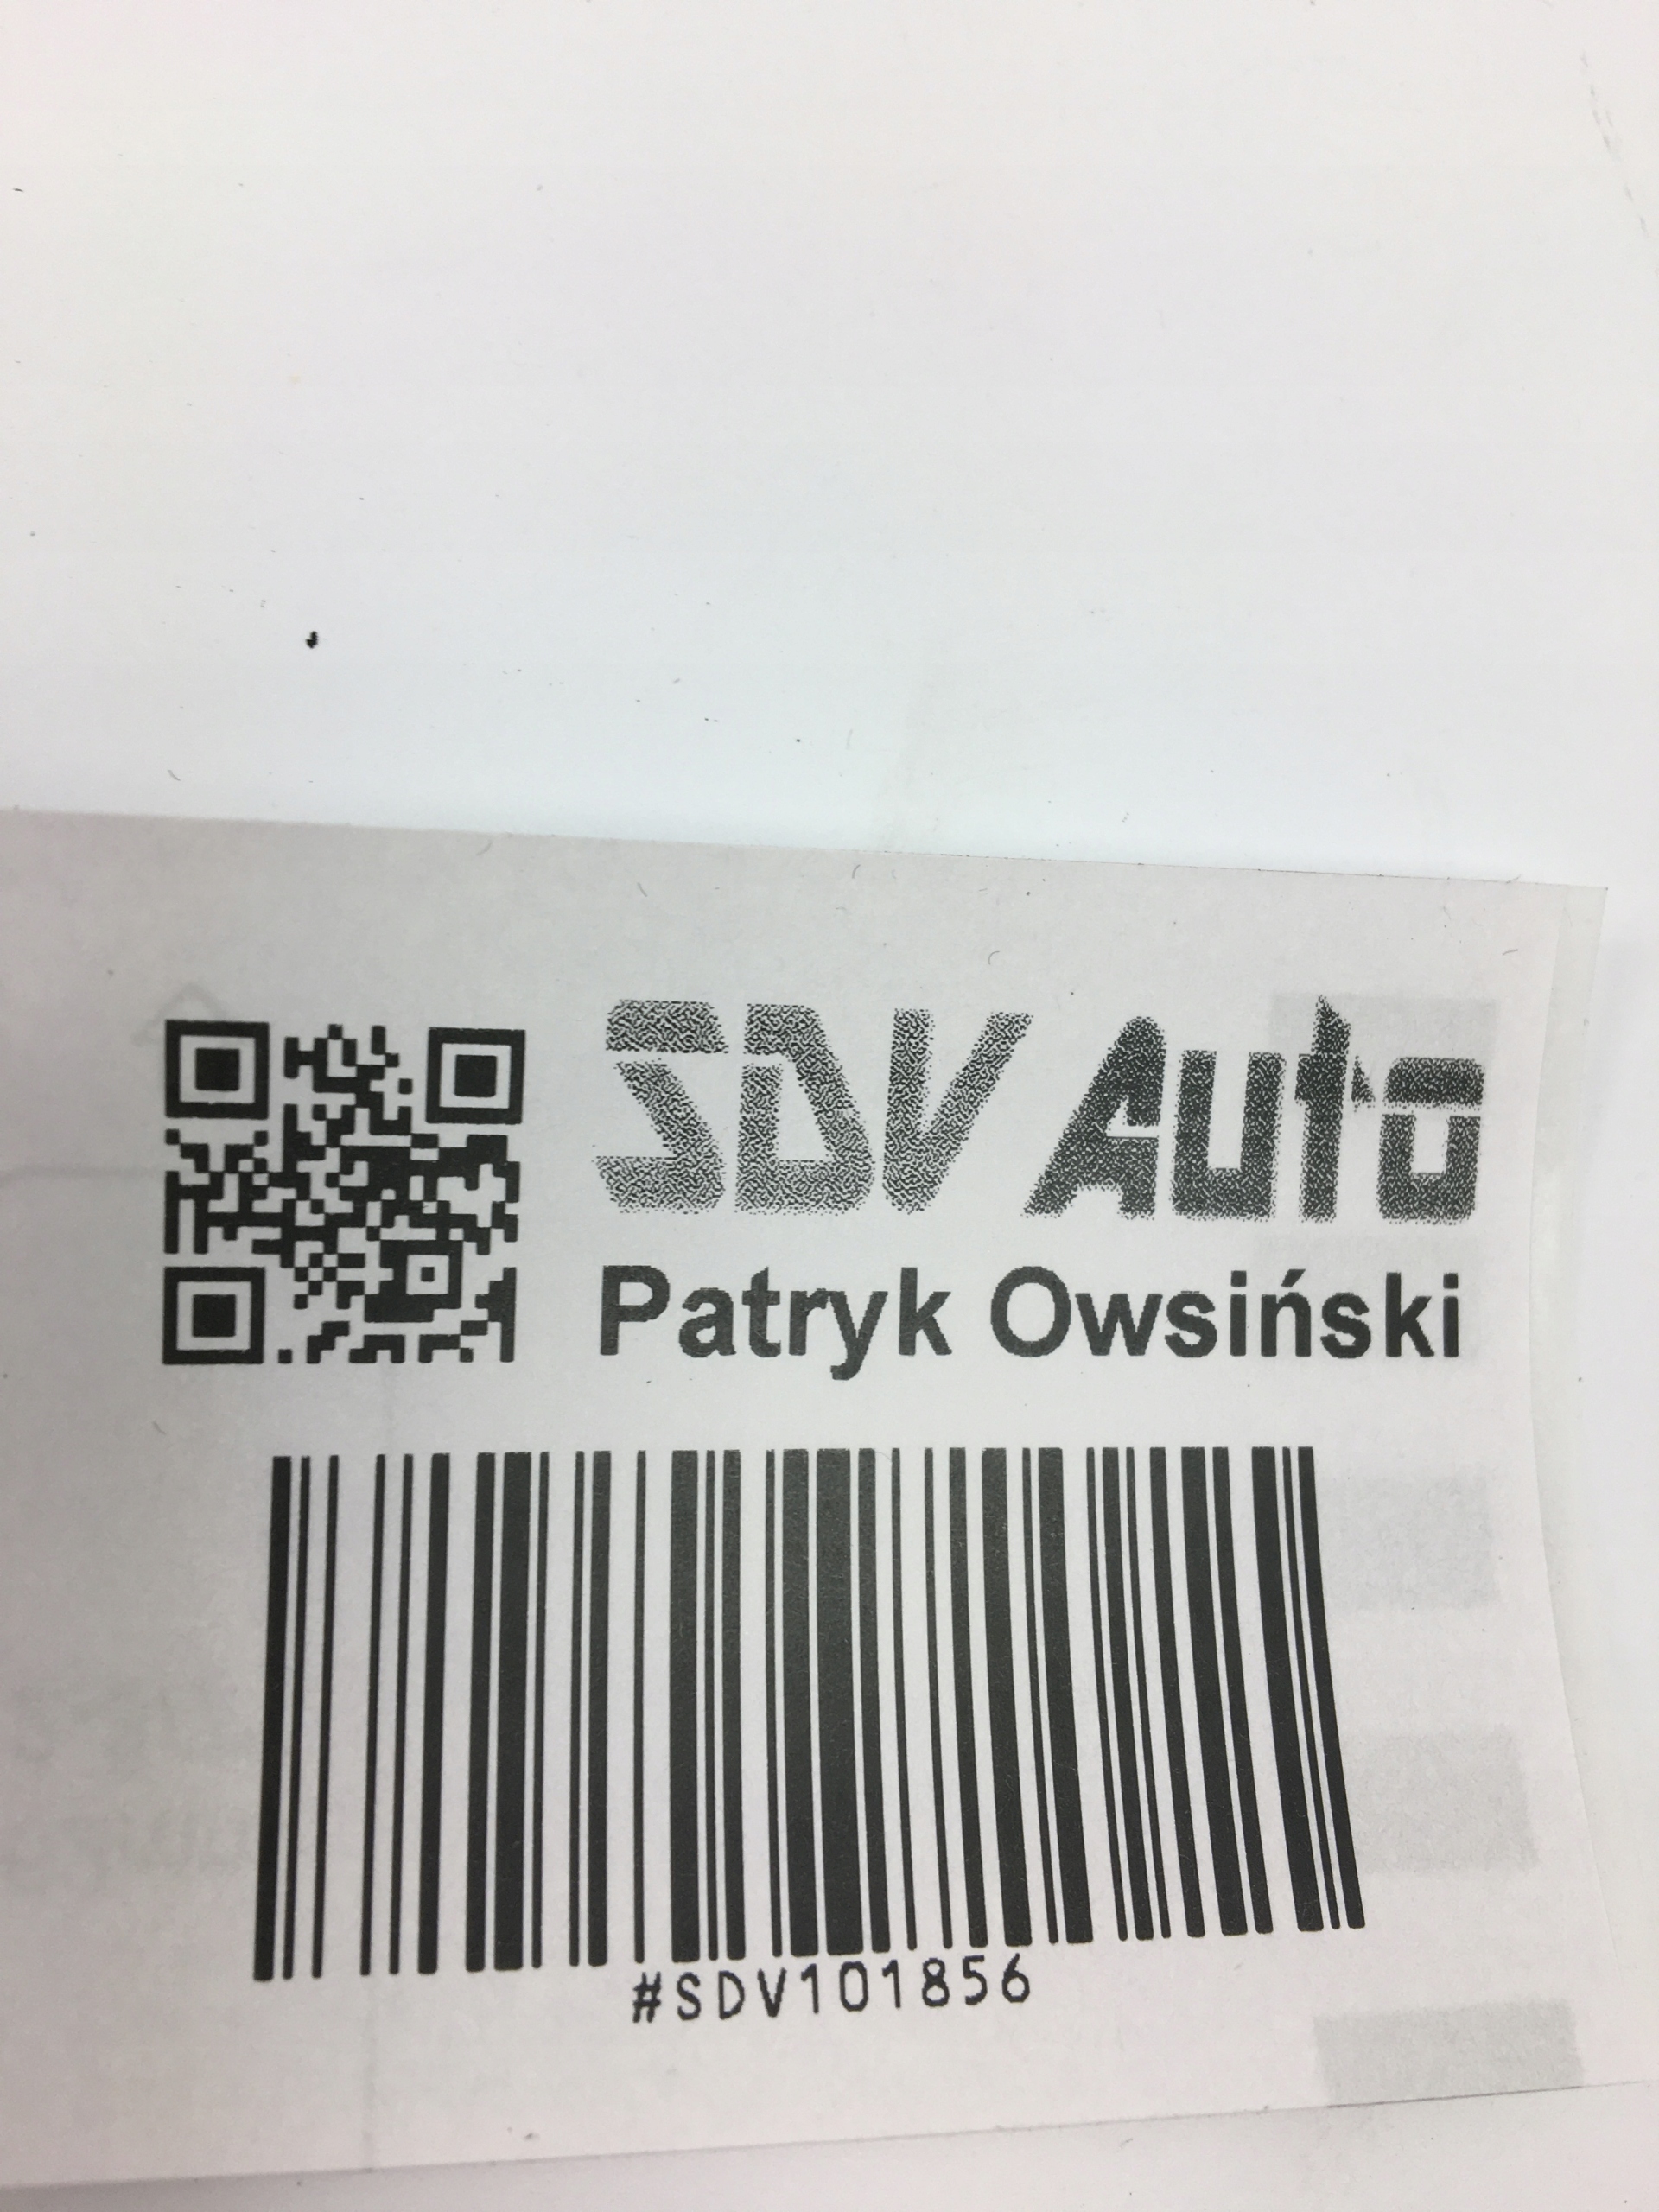 SDV Auto
Patryk Owsiński
#SDV101856